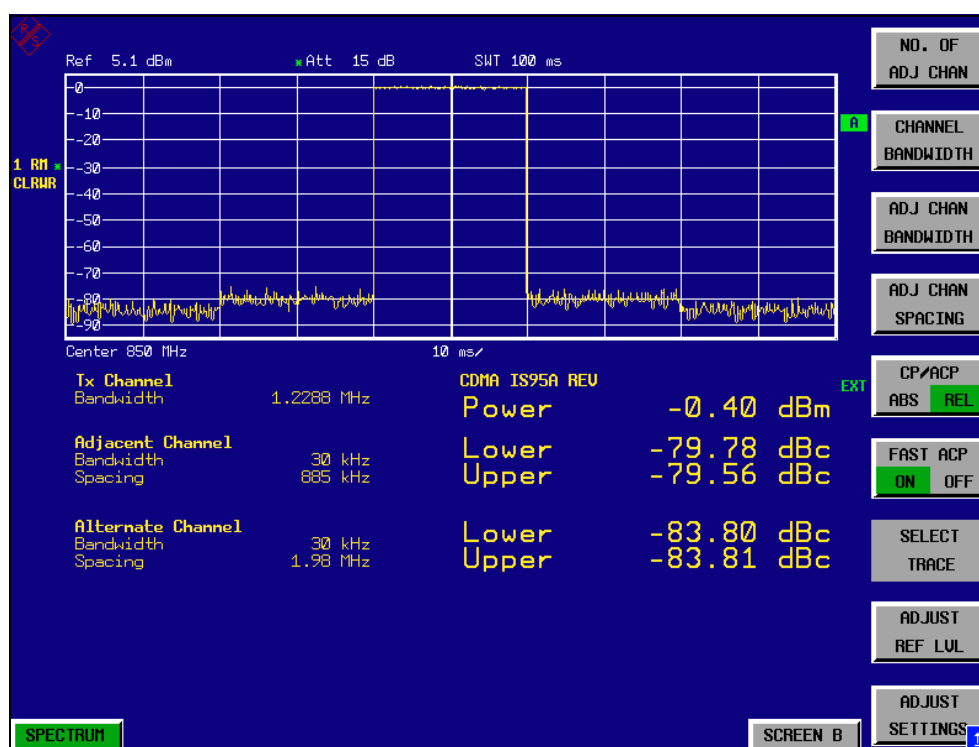 R S
NO. OF
ADJ CHAN
Ref 5.1 dBm *Att 15 dB SWT 100 ms
-0
-10
A
CHANNEL
BANDWIDTH
-20
1 RM *
CLRWR
-30
-40
ADJ CHAN
BANDWIDTH
-50
-60
-70
-80
-90
ADJ CHAN
SPACING
Center 850 MHz 10 ms/
Tx Channel
Bandwidth 1.2288 MHz
CDMA IS95A REV
Power -0.40 dBm
EXT
CP/ACP
ABS REL
Adjacent Channel
Bandwidth 30 kHz
Spacing 885 kHz
Lower -79.78 dBc
Upper -79.56 dBc
FAST ACP
ON OFF
Alternate Channel
Bandwidth 30 kHz
Spacing 1.98 MHz
Lower -83.80 dBc
Upper -83.81 dBc
SELECT
TRACE
ADJUST
REF LVL
ADJUST
SETTINGS
SPECTRUM
SCREEN B